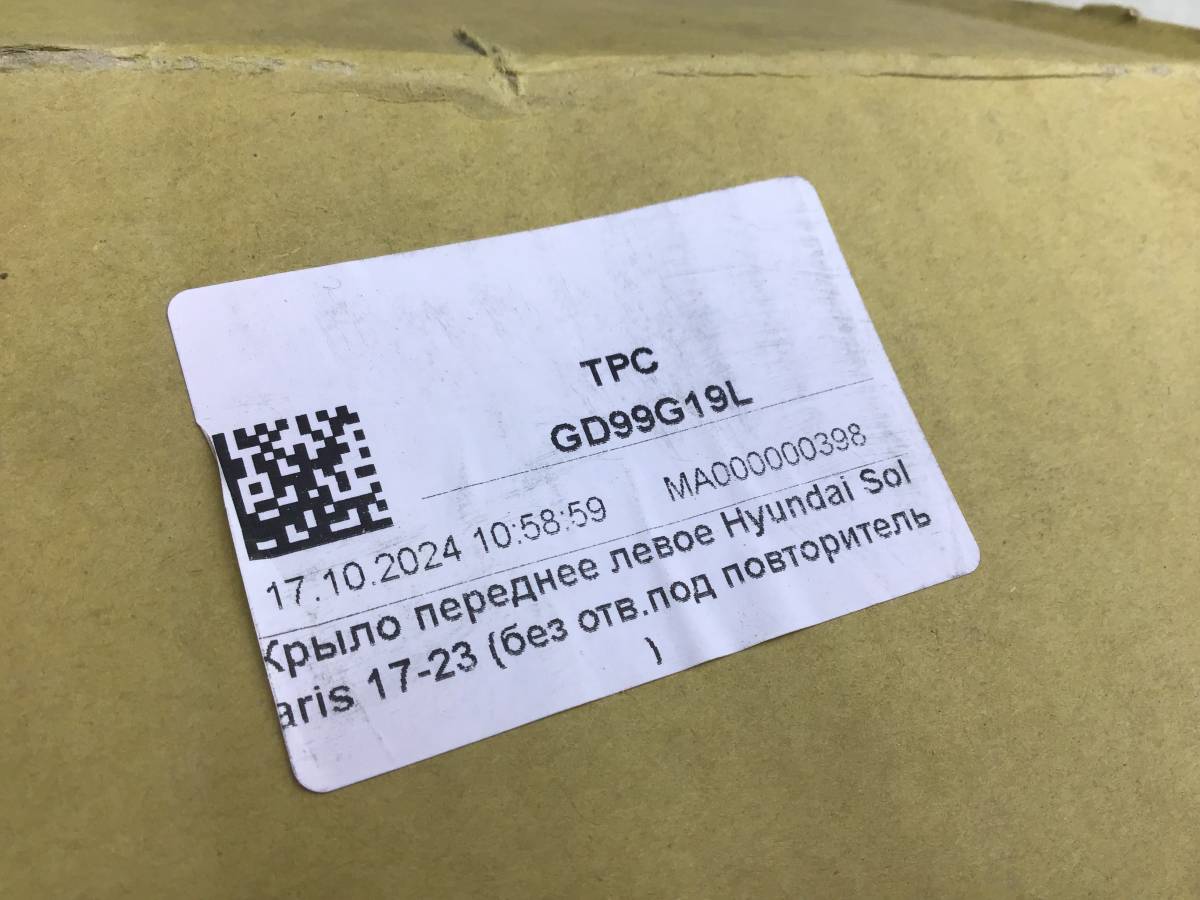 TPC
GD99G19L
17.10.2024 10:58:59 MA000000398
Крыло переднее левое Hyundai Sol
aris 17-23 (без отв.под повторитель
)